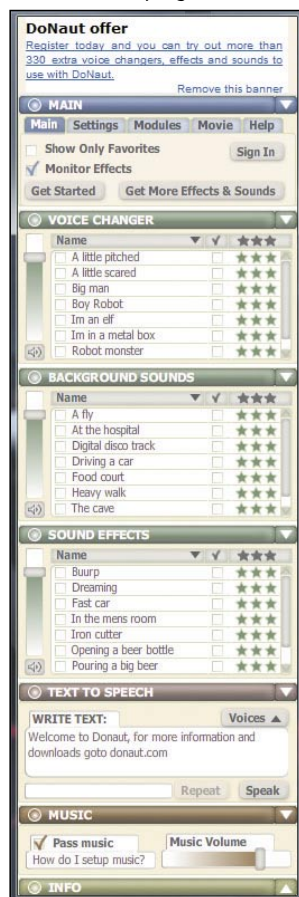 DoNaut offer
Register today and you can try out more than
330 extra voice changers, effects and sounds to
use with DoNaut.
Remove this banner
MAIN
Main Settings Modules Movie Help
Show Only Favorites
Sign In
Monitor Effects
Get Started Get More Effects & Sounds
VOICE CHANGER
Name
A little pitched
A little scared
Big man
Boy Robot
Im an elf
Im in a metal box
Robot monster
BACKGROUND SOUNDS
Name
A fly
At the hospital
Digital disco track
Driving a car
Food court
Heavy walk
The cave
SOUND EFFECTS
Name
Buurp
Dreaming
Fast car
In the mens room
Iron cutter
Opening a beer bottle
Pouring a big beer
TEXT TO SPEECH
WRITE TEXT: Voices
Welcome to Donaut, for more information and
downloads goto donaut.com
Repeat Speak
MUSIC
Pass music Music Volume
How do I setup music?
INFO